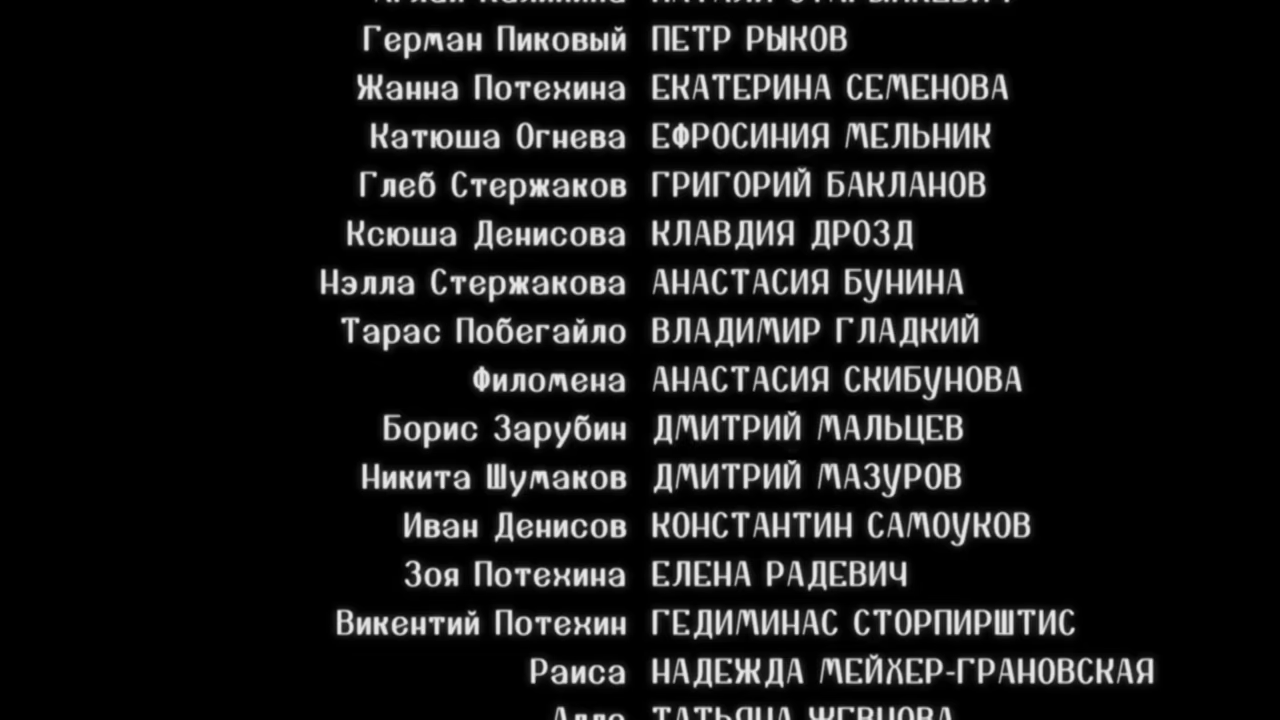 Герман Пиковый ПЕТР РЫКОВ
Жанна Потехина ЕКАТЕРИНА СЕМЕНОВА
Катюша Огнева ЕФРОСИНИЯ МЕЛЬНИК
Глеб Стержаков ГРИГОРИЙ БАКЛАНОВ
Ксюша Денисова КЛАВДИЯ ДРОЗД
Нэлла Стержакова АНАСТАСИЯ БУНИНА
Тарас Побегайло ВЛАДИМИР ГЛАДКИЙ
Филомена АНАСТАСИЯ СКИБУНОВА
Борис Зарубин ДМИТРИЙ МАЛЬЦЕВ
Никита Шумаков ДМИТРИЙ МАЗУРОВ
Иван Денисов КОНСТАНТИН САМОУКОВ
Зоя Потехина ЕЛЕНА РАДЕВИЧ
Викентий Потехин ГЕДИМИНАС СТОРПИРШТИС
Раиса НАДЕЖДА МЕЙХЕР-ГРАНОВСКАЯ
ТАТЬЯНА